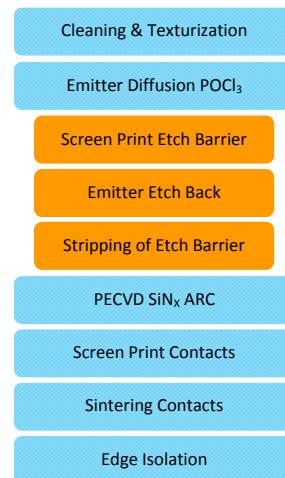 Cleaning & Texturization
Emitter Diffusion POCl₃
Screen Print Etch Barrier
Emitter Etch Back
Stripping of Etch Barrier
PECVD SiNₓ ARC
Screen Print Contacts
Sintering Contacts
Edge Isolation